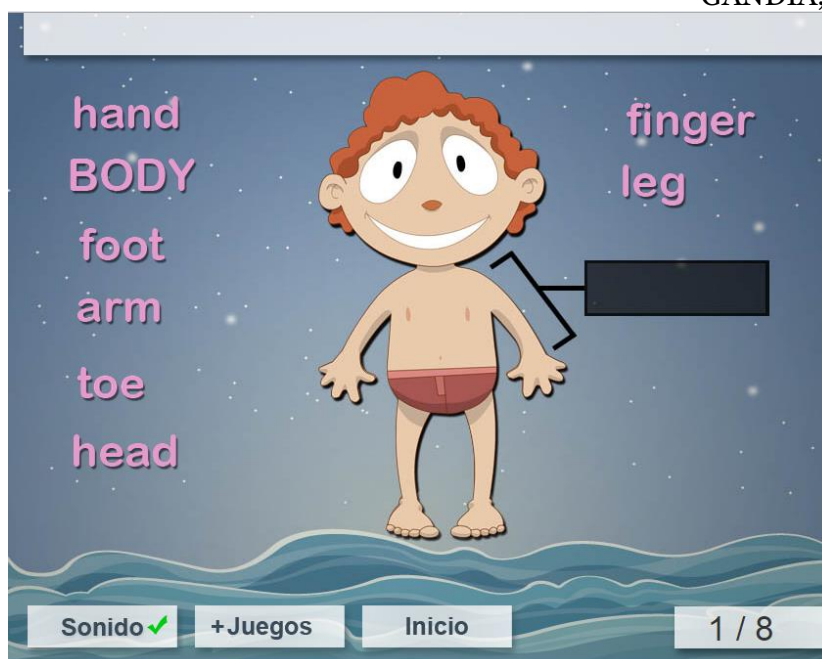 hand
BODY
foot
arm
toe
head
finger
leg
Sonido
+Juegos
Inicio
1 / 8